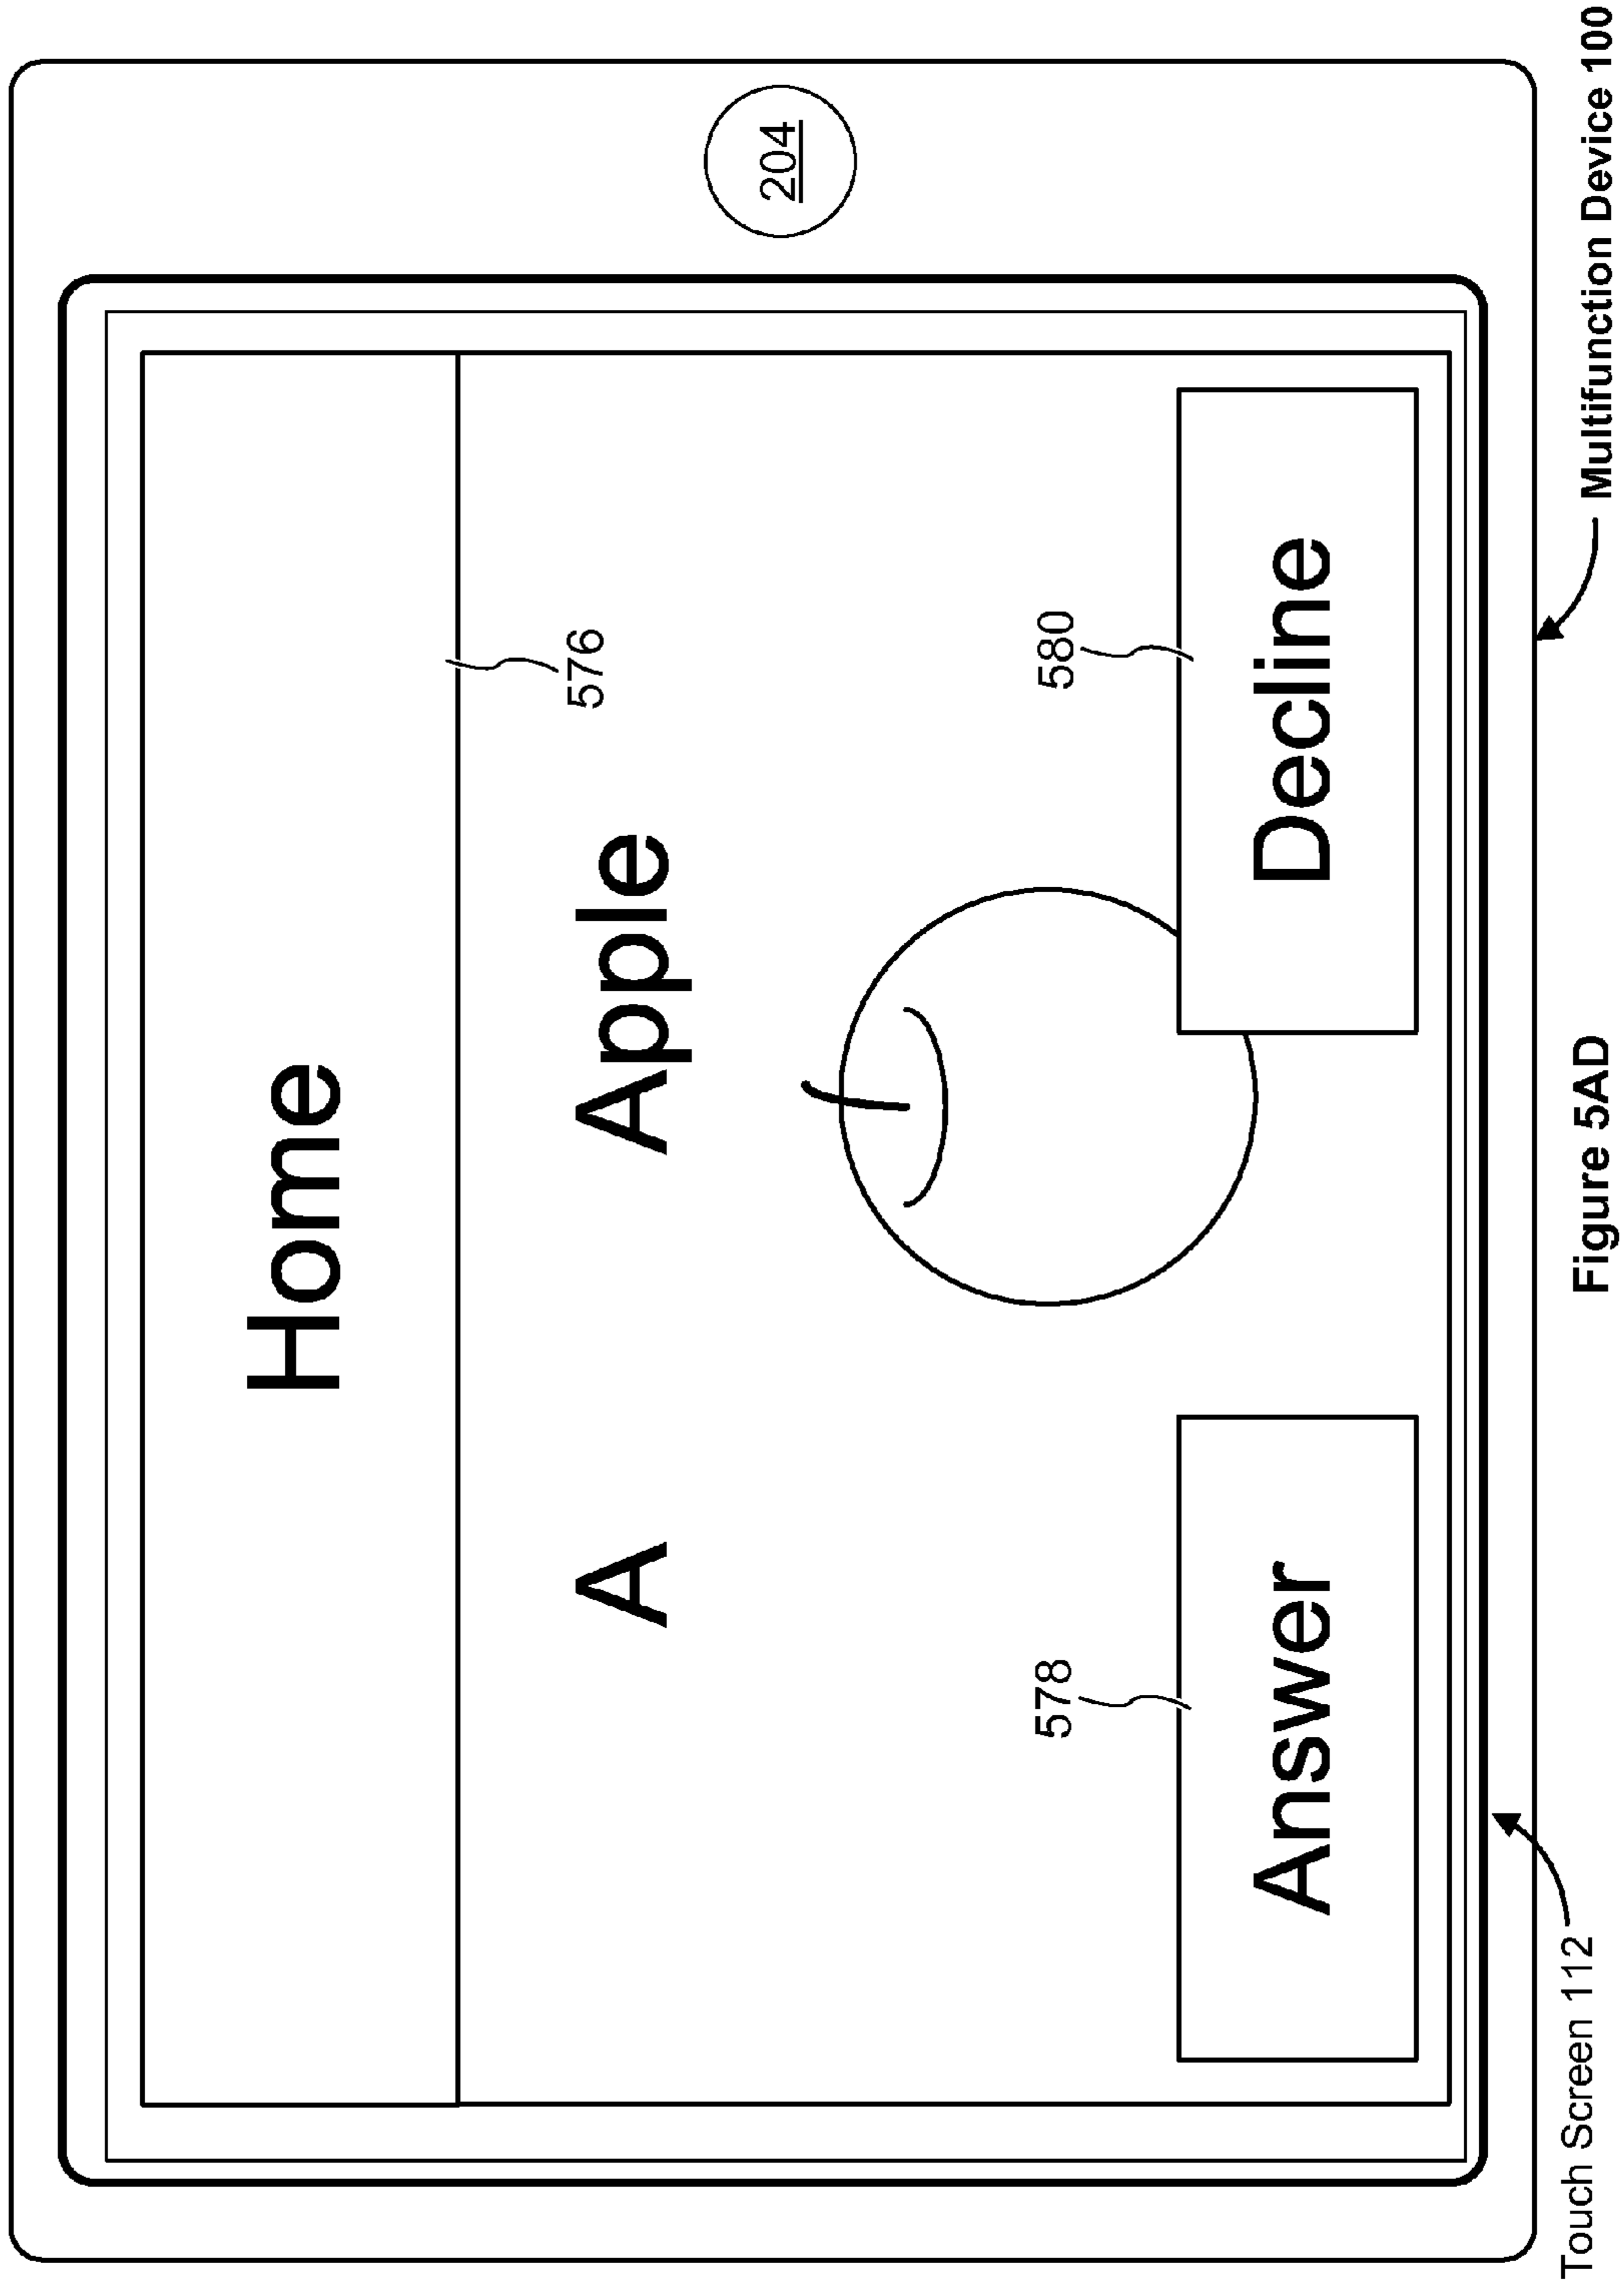 Home
576
A Apple
204
578
580
Answer
Decline
Touch Screen 112
Multifunction Device 100
Figure 5AD